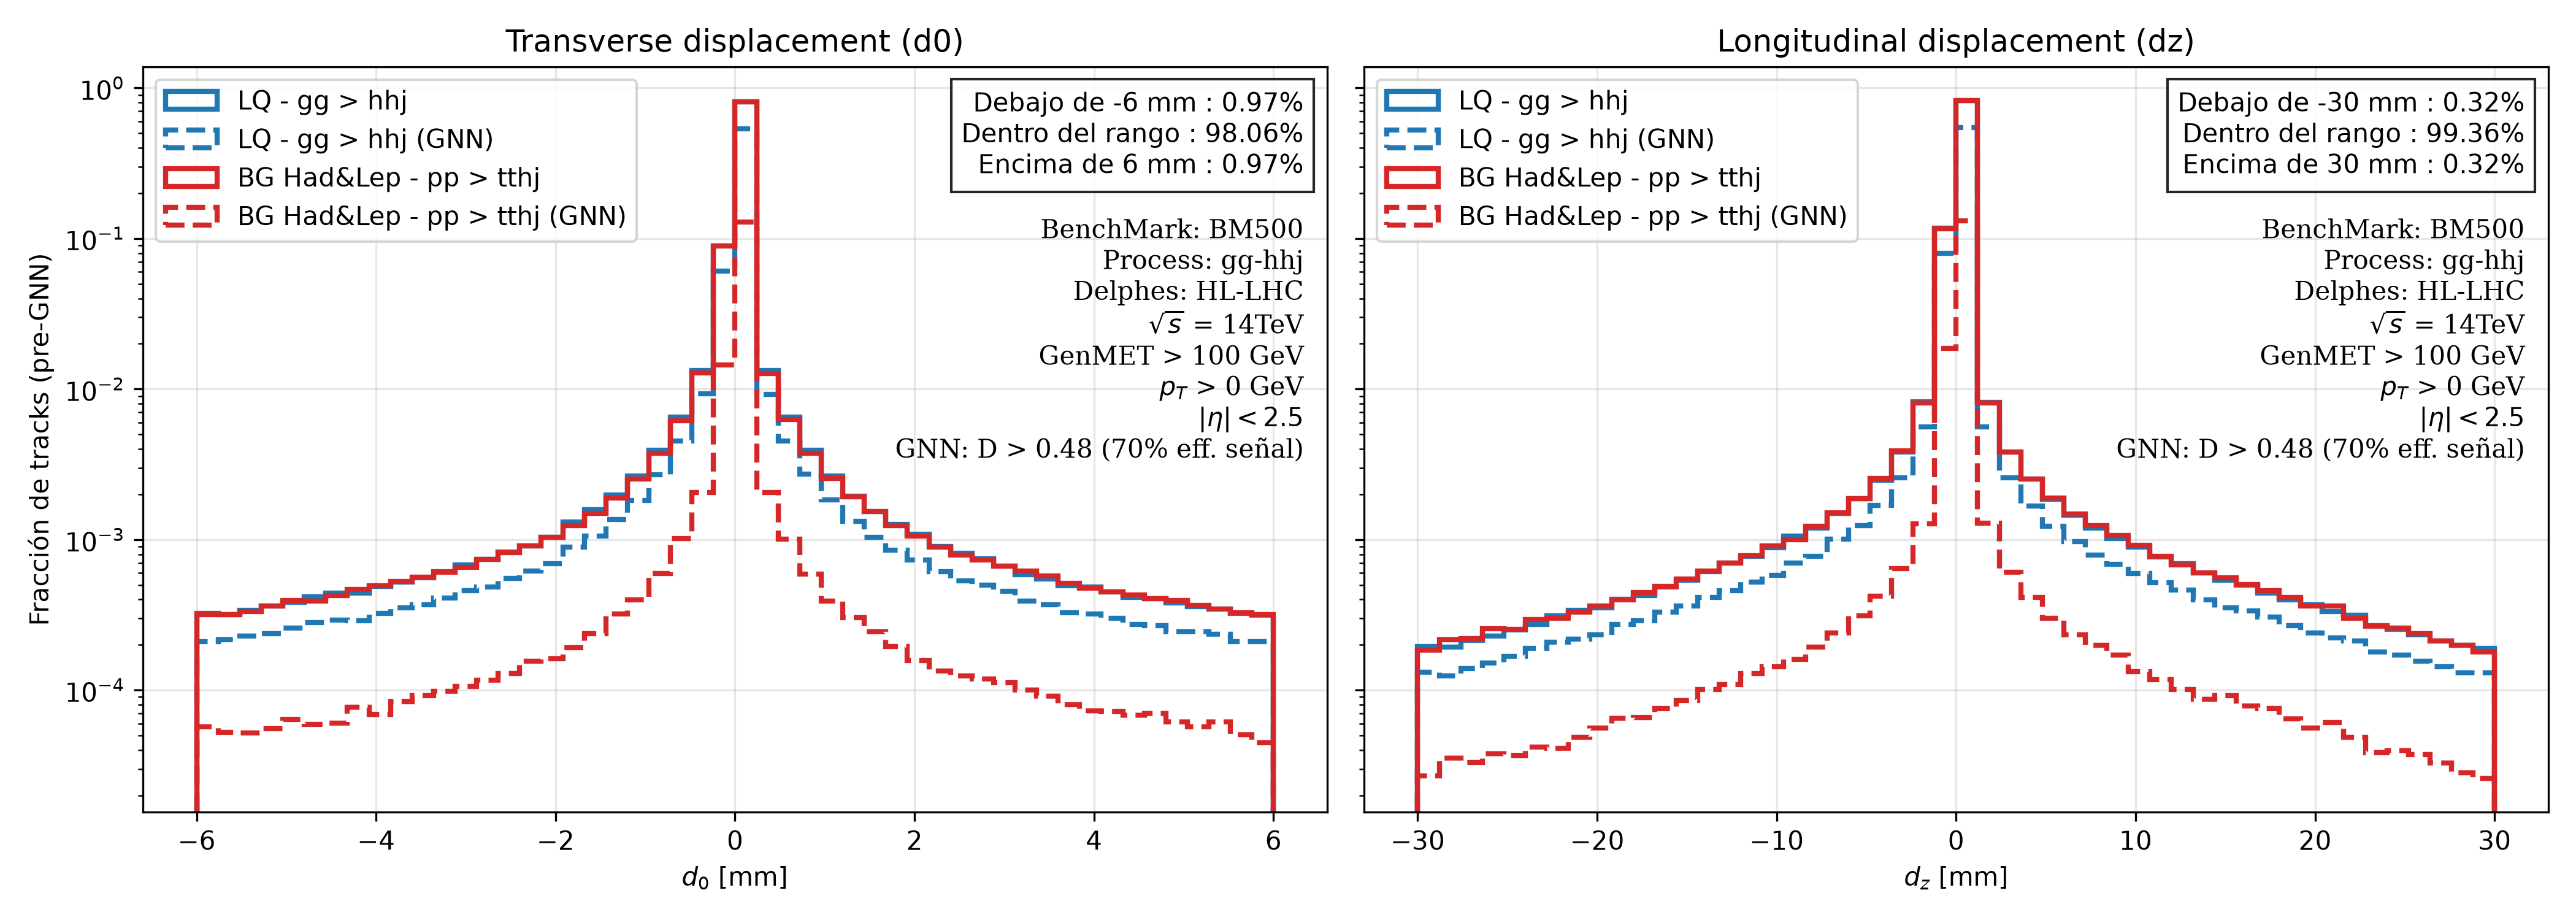 Transverse displacement (d0)
LQ - gg > hhj
LQ - gg > hhj (GNN)
BG Had&Lep - pp > tthj
BG Had&Lep - pp > tthj (GNN)
Debajo de -6 mm : 0.97%
Dentro del rango : 98.06%
Encima de 6 mm : 0.97%
BenchMark: BM500
Process: gg-hhj
Delphes: HL-LHC
√s = 14TeV
GenMET > 100 GeV
p_T > 0 GeV
|η| < 2.5
GNN: D > 0.48 (70% eff. señal)
Fracción de tracks (pre-GNN)
10⁰
10⁻¹
10⁻²
10⁻³
10⁻⁴
−6 −4 −2 0 2 4 6
d₀ [mm]
Longitudinal displacement (dz)
LQ - gg > hhj
LQ - gg > hhj (GNN)
BG Had&Lep - pp > tthj
BG Had&Lep - pp > tthj (GNN)
Debajo de -30 mm : 0.32%
Dentro del rango : 99.36%
Encima de 30 mm : 0.32%
BenchMark: BM500
Process: gg-hhj
Delphes: HL-LHC
√s = 14TeV
GenMET > 100 GeV
p_T > 0 GeV
|η| < 2.5
GNN: D > 0.48 (70% eff. señal)
−30 −20 −10 0 10 20 30
d_z [mm]